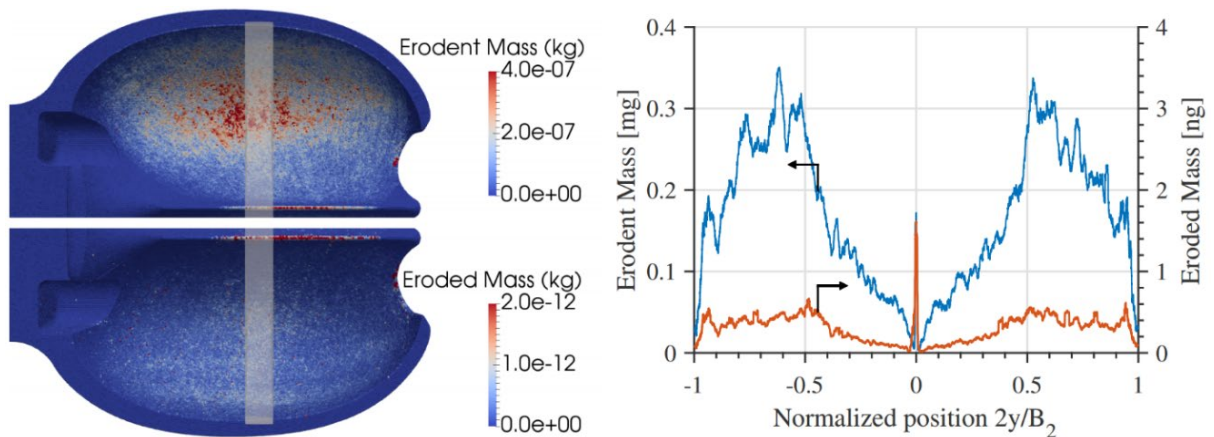 Erodent Mass (kg)
4.0e-07
2.0e-07
0.0e+00
Eroded Mass (kg)
2.0e-12
1.0e-12
0.0e+00
Erodent Mass [mg]
0.4
0.3
0.2
0.1
0
4
3
2
1
0
Eroded Mass [ng]
-1
-0.5
0
0.5
1
Normalized position 2y/B₂